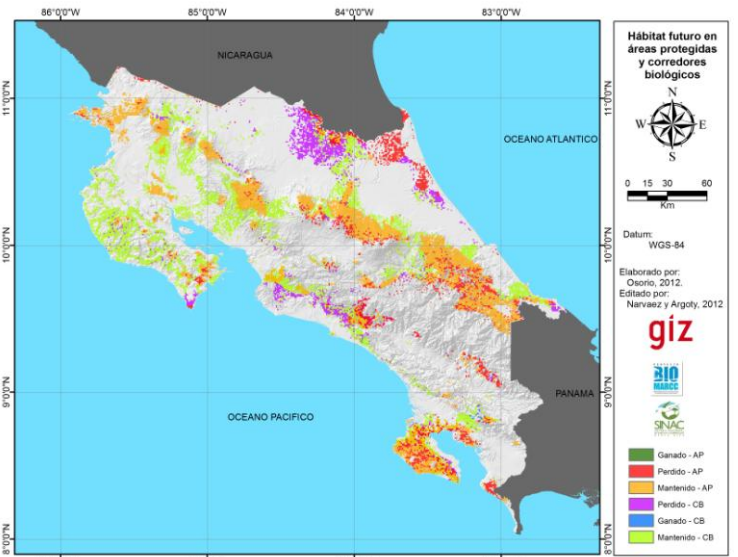 86°0'0"W 85°0'0"W 84°0'0"W 83°0'0"W
11°0'0"N
10°0'0"N
9°0'0"N
8°0'0"N
NICARAGUA
OCEANO ATLANTICO
PANAMA
OCEANO PACIFICO
11°0'0"N
10°0'0"N
9°0'0"N
8°0'0"N
Hábitat futuro en
áreas protegidas
y corredores
biológicos
N
W E
S
0 15 30 60
Km
Datum:
WGS-84
Elaborado por:
Osorio, 2012.
Editado por:
Narvaez y Argoty, 2012
giz
BIO
MARCC
SINAC
Ganado - AP
Perdido - AP
Mantenido - AP
Perdido - CB
Ganado - CB
Mantenido - CB